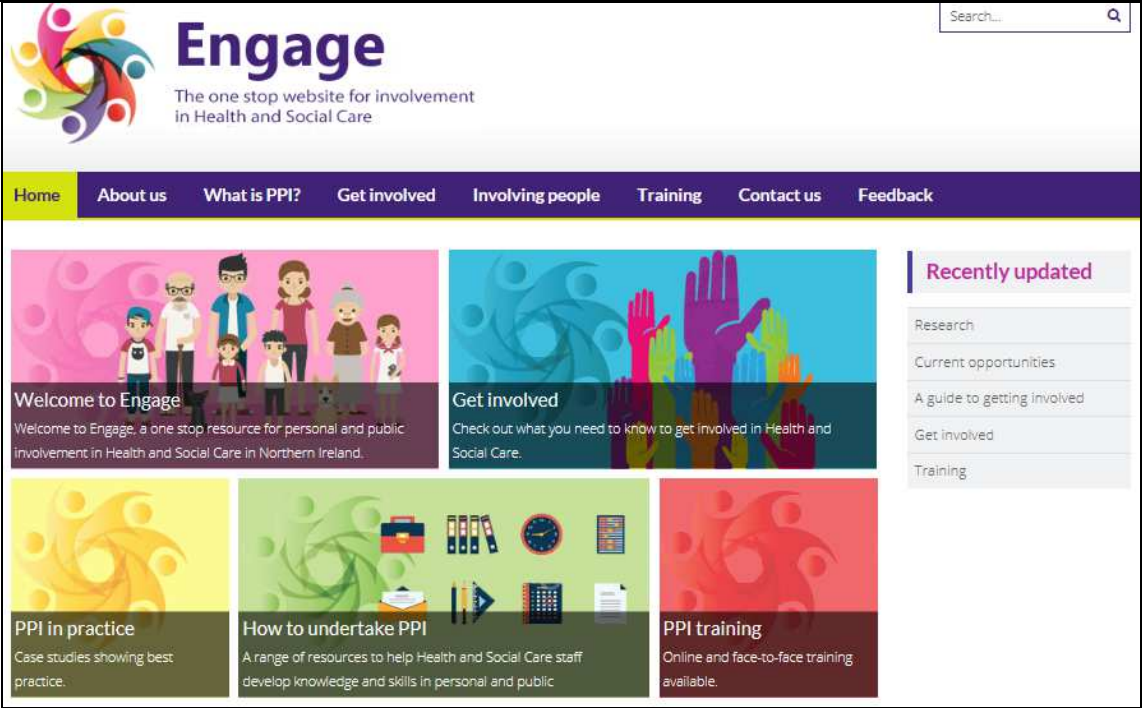 Search...
Engage
The one stop website for involvement
in Health and Social Care
Home About us What is PPI? Get involved Involving people Training Contact us Feedback
Welcome to Engage
Welcome to Engage, a one stop resource for personal and public
involvement in Health and Social Care in Northern Ireland.
Get involved
Check out what you need to know to get involved in Health and
Social Care.
Recently updated
Research
Current opportunities
A guide to getting involved
Get involved
Training
PPI in practice
Case studies showing best
practice.
How to undertake PPI
A range of resources to help Health and Social Care staff
develop knowledge and skills in personal and public
PPI training
Online and face-to-face training
available.